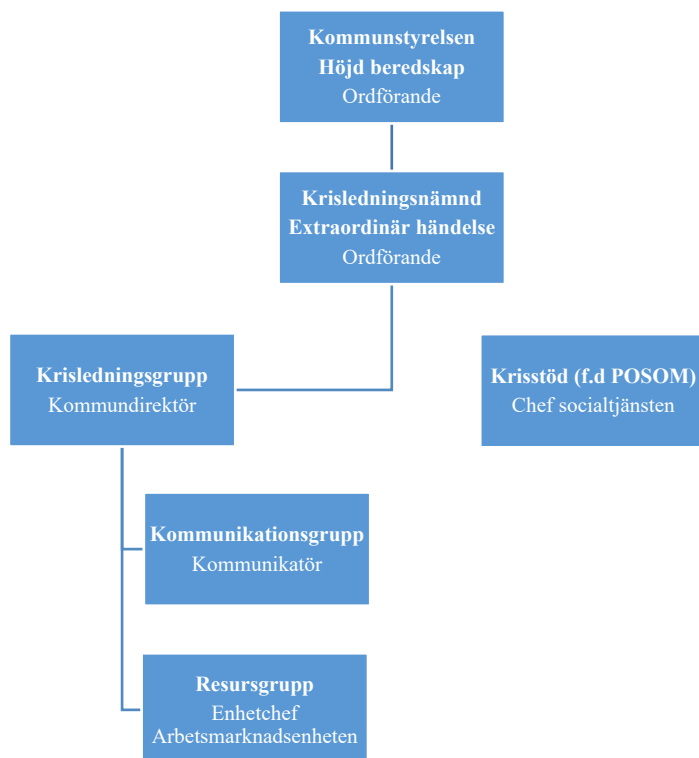 Kommunstyrelsen
Höjd beredskap
Ordförande
Krisledningsnämnd
Extraordinär händelse
Ordförande
Krisledningsgrupp
Kommundirektör
Krisstöd (f.d POSOM)
Chef socialtjänsten
Kommunikationsgrupp
Kommunikatör
Resursgrupp
Enhetchef
Arbetsmarknadsenheten